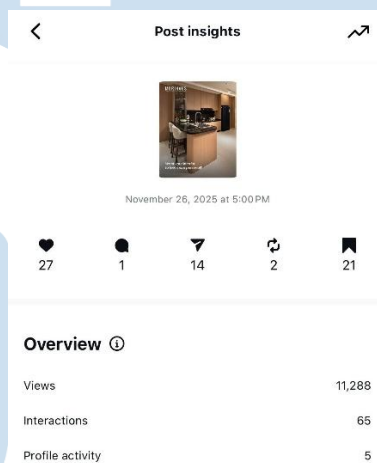 Post insights
November 26, 2025 at 5:00 PM
27 1 14 2 21
Overview
Views 11,288
Interactions 65
Profile activity 5